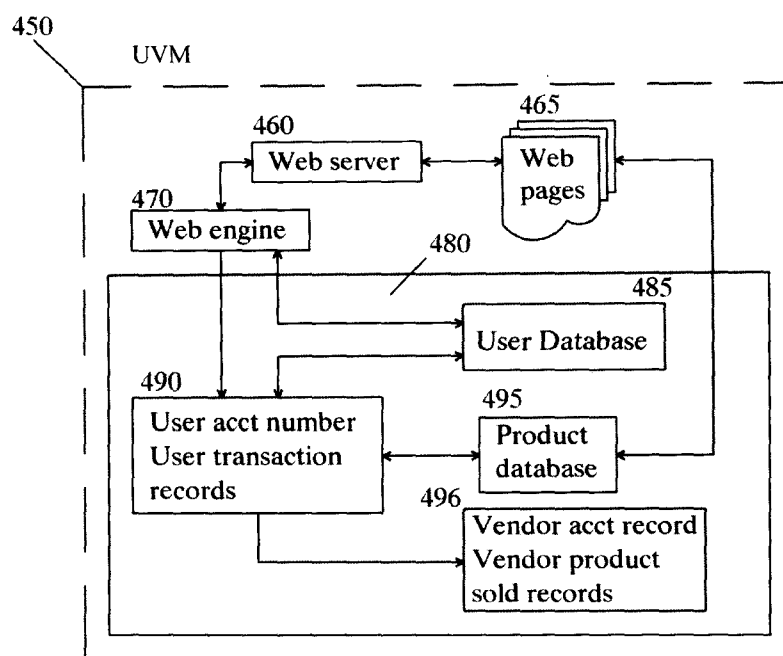 450
UVM
460
Web server
465
Web
pages
470
Web engine
480
485
User Database
490
User acct number
User transaction
records
495
Product
database
496
Vendor acct record
Vendor product
sold records